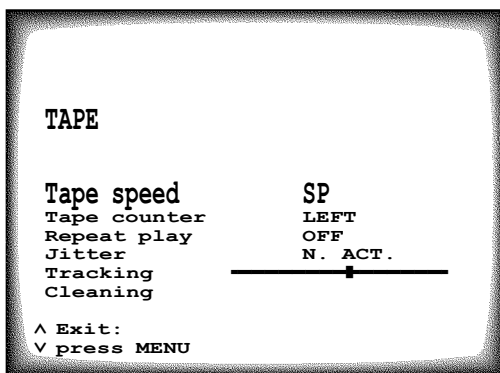 TAPE
Tape speed SP
Tape counter LEFT
Repeat play OFF
Jitter N. ACT.
Tracking
Cleaning
^ Exit:
v press MENU